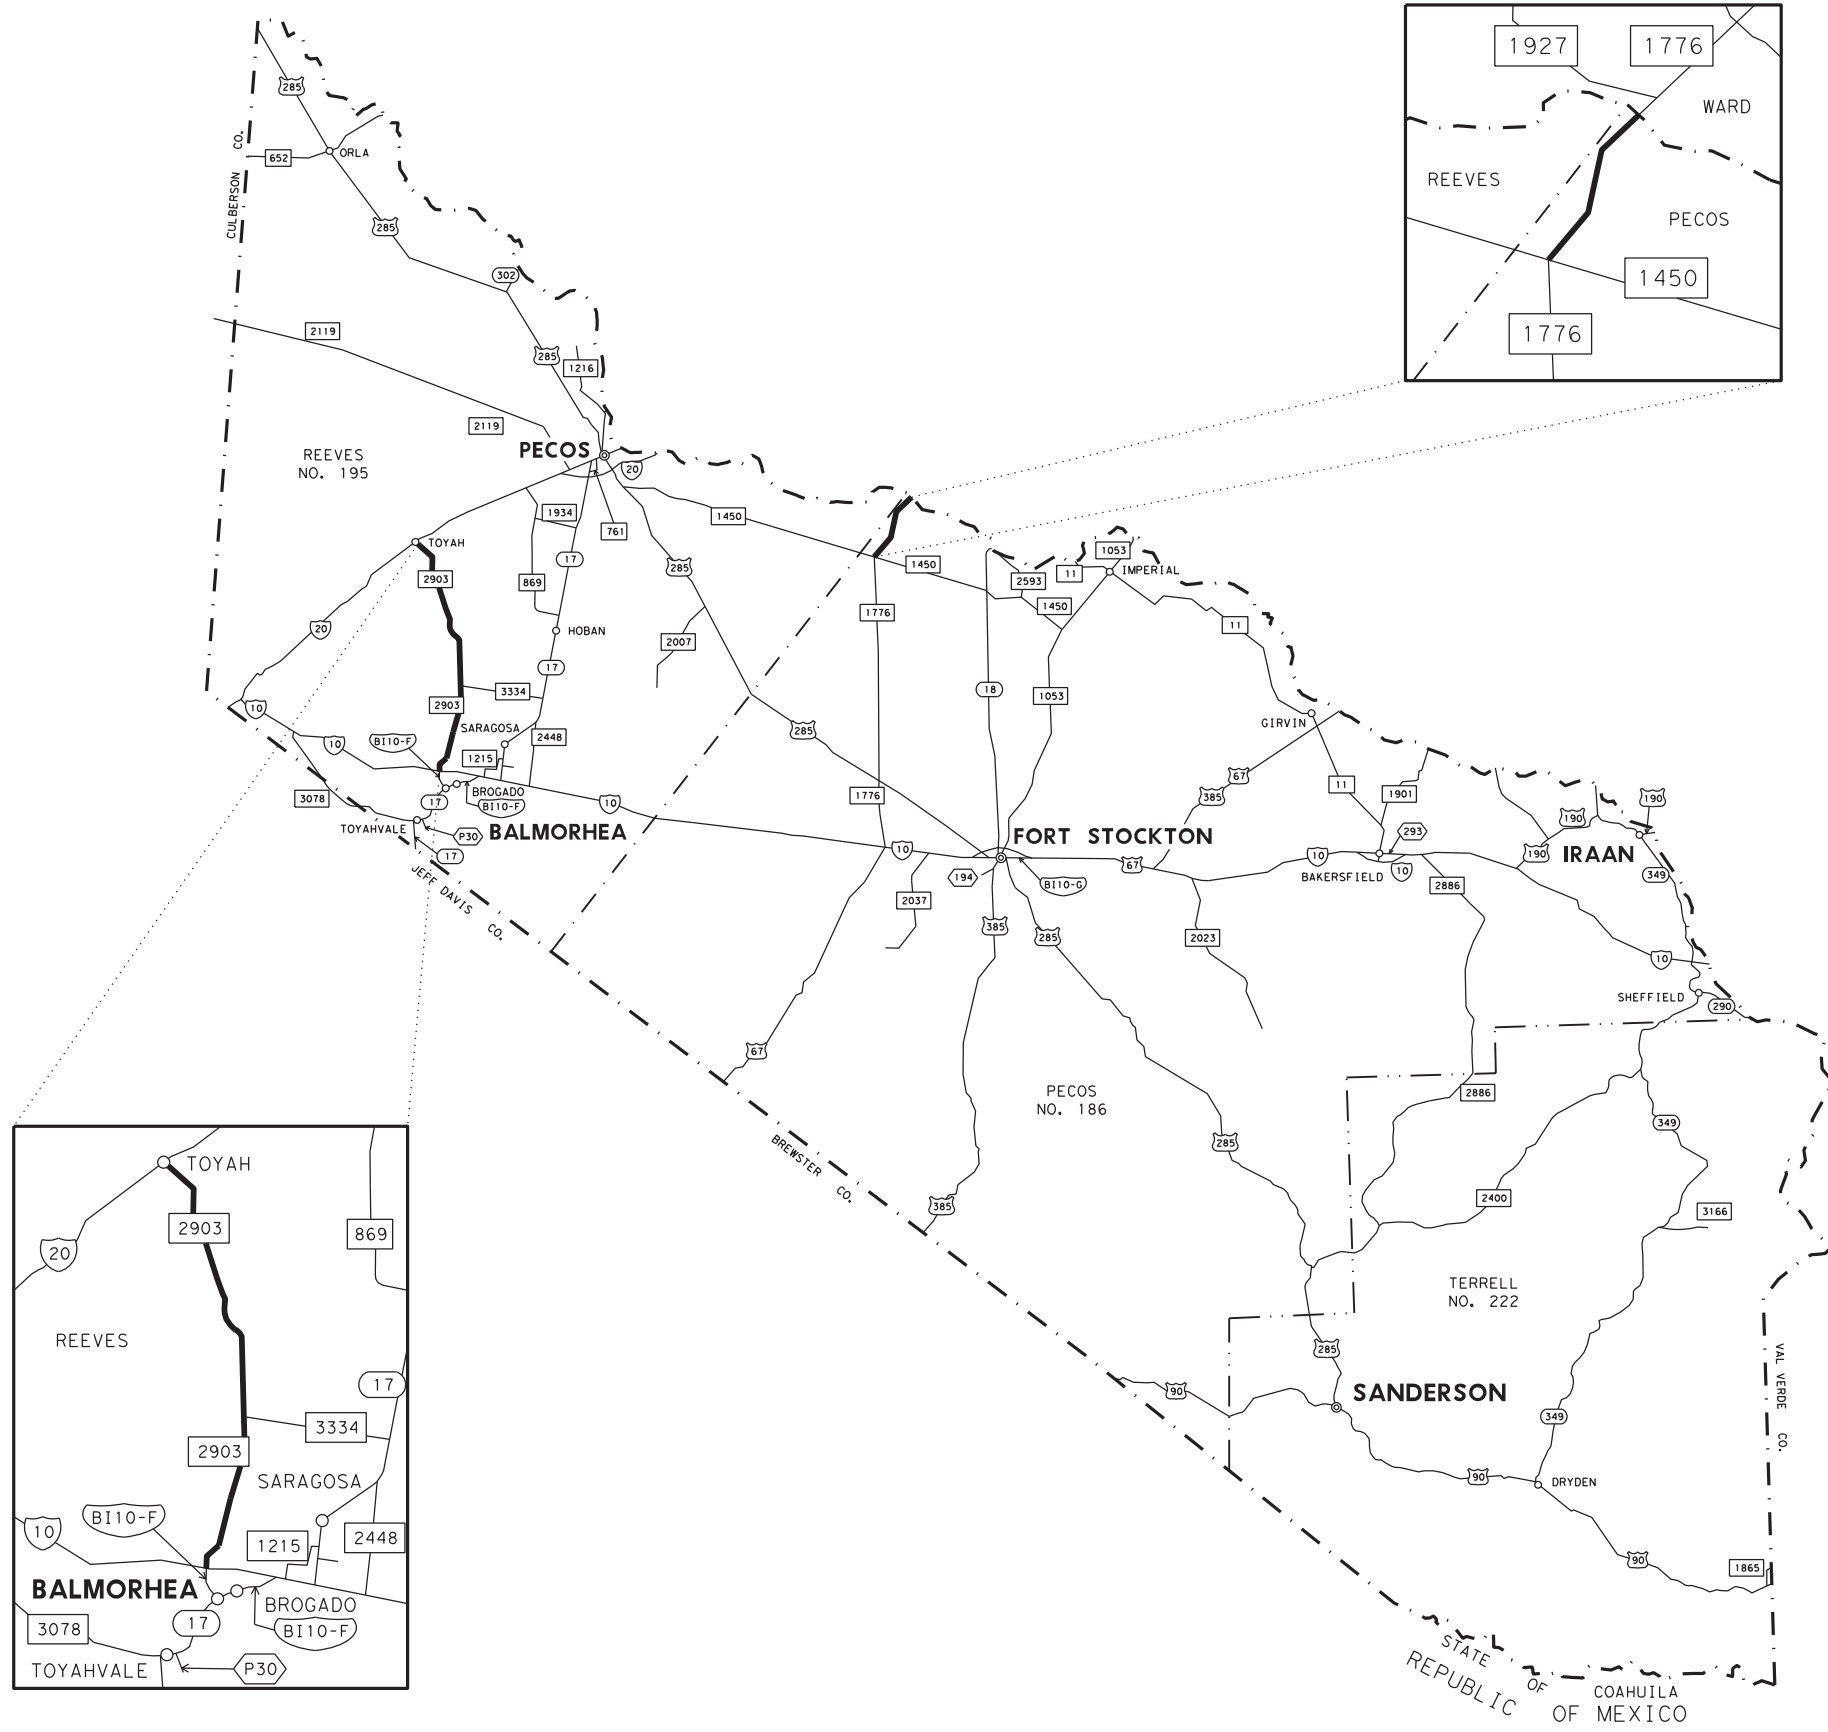 1927
1776
WARD
REEVES
PECOS
1450
1776
285
CULBERSON CO.
652
ORLA
285
302
2119
285
1216
2119
PECOS
REEVES
NO. 195
20
1934
761
1450
TOYAH
17
285
1450
1053
11
IMPERIAL
2593
2903
869
1450
1776
11
20
HOBAN
2007
17
3334
18
1053
2903
10
SARAGOSA
GIRVIN
285
BI10-F
10
2448
1215
67
385
11
1901
190
BROGADO
3078
17
BI10-F
10
1776
190
TOYAHVALE
P30
BALMORHEA
FORT STOCKTON
293
17
10
67
10
190
IRAAN
JEFF DAVIS CO.
194
BI10-G
BAKERSFIELD
10
349
2037
2886
385
285
2023
10
SHEFFIELD
290
67
PECOS
NO. 186
2886
349
BREWSTER CO.
285
2400
385
3166
TERRELL
NO. 222
285
VAL VERDE CO.
90
SANDERSON
349
90
DRYDEN
90
1865
STATE OF COAHUILA
REPUBLIC OF MEXICO
TOYAH
2903
869
20
REEVES
17
3334
2903
SARAGOSA
BI10-F
10
1215
2448
BALMORHEA
BROGADO
17
3078
BI10-F
TOYAHVALE
P30